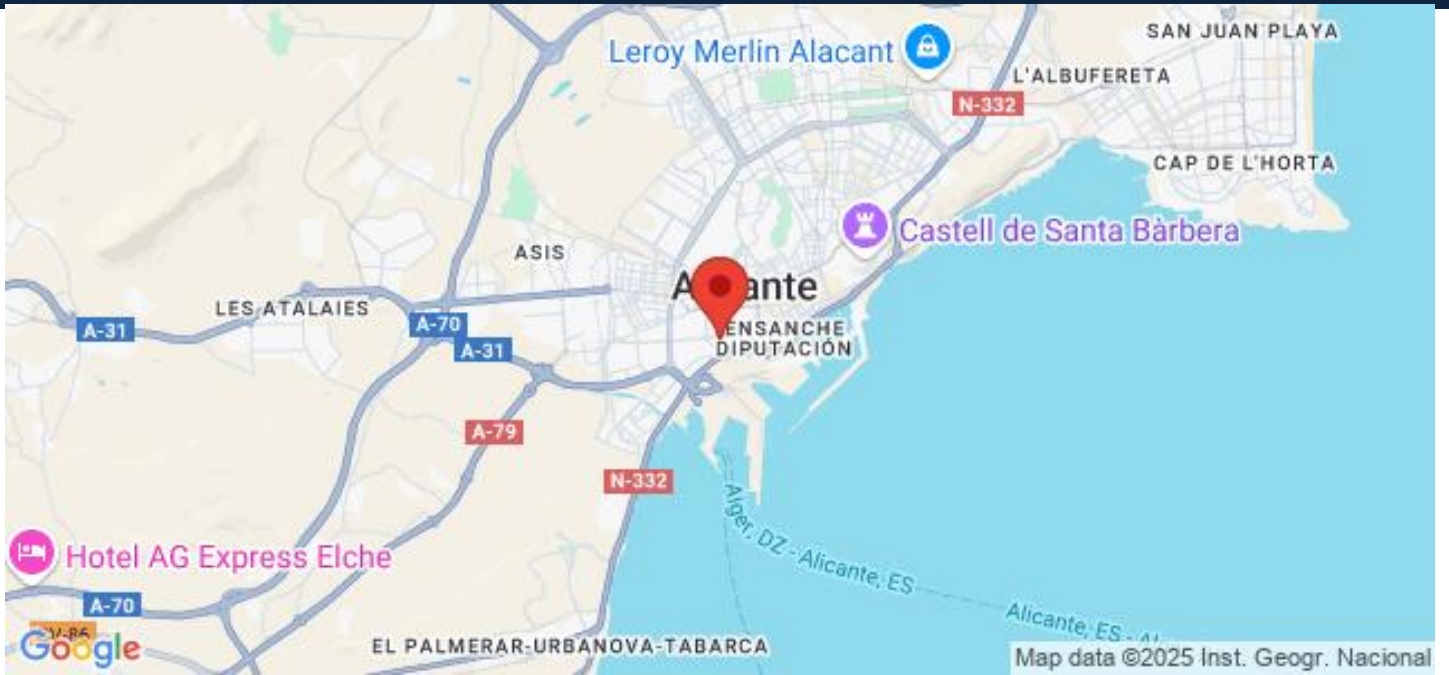 SAN JUAN PLAYA
Leroy Merlin Alacant
L'ALBUFERETA
N-332
CAP DE L'HORTA
Castell de Santa Bàrbera
ASIS
LES ATALAIES
A-31
A-70
A-31
ENSANCHE
DIPUTACIÓN
A-79
N-332
Alger, DZ - Alicante, ES
Hotel AG Express Elche
A-70
Alicante, ES -
Google
EL PALMERAR-URBANOVA-TABARCA
Map data ©2025 Inst. Geogr. Nacional